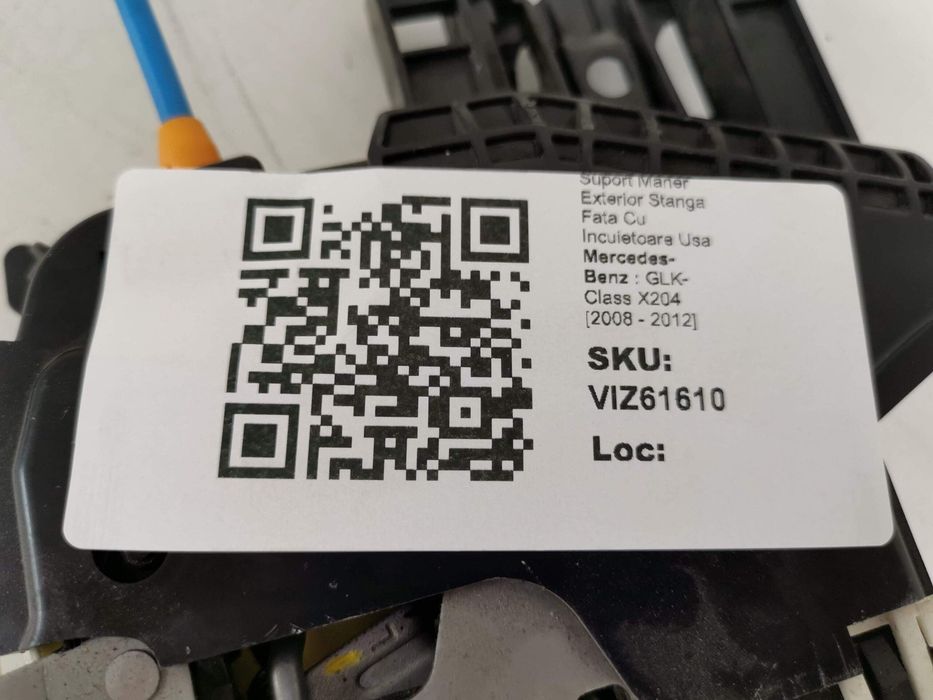 Suport Maner
Exterior Stanga
Fata Cu
Incuietoare Usa
Mercedes-
Benz : GLK-
Class X204
[2008 - 2012]
SKU:
VIZ61610
Loc: